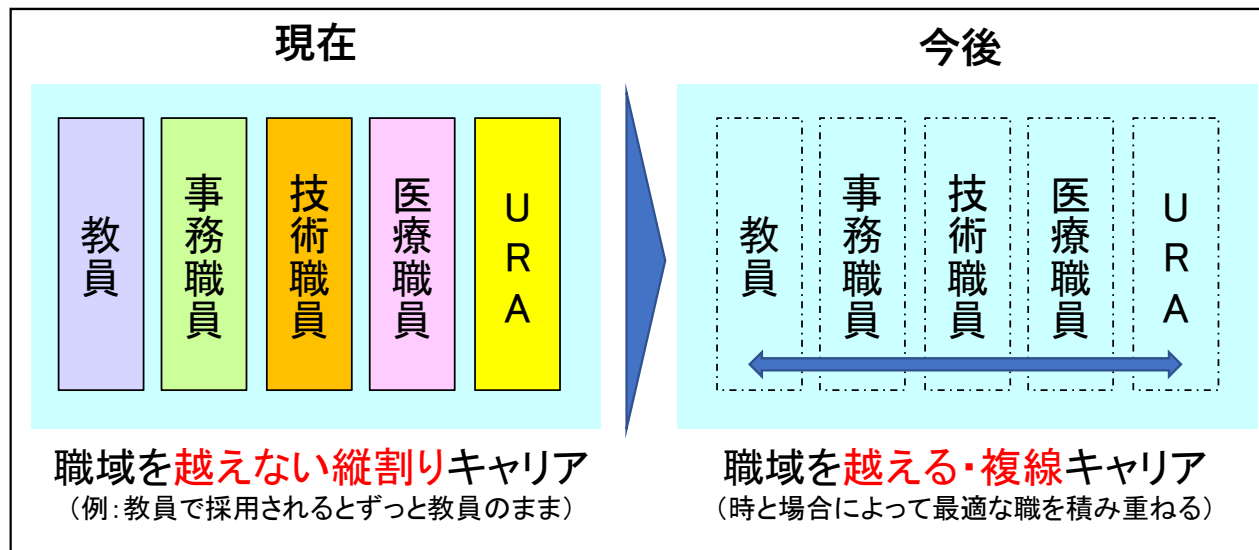 現在
教員
事務職員
技術職員
医療職員
URA
職域を越えない縦割りキャリア
（例：教員で採用されるとずっと教員のまま）
今後
教員
事務職員
技術職員
医療職員
URA
職域を越える・複線キャリア
（時と場合によって最適な職を積み重ねる）